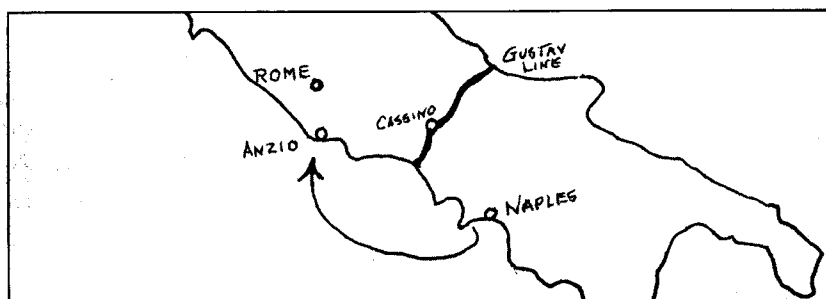 GUSTAV
LINE
ROME
CASSINO
ANZIO
NAPLES